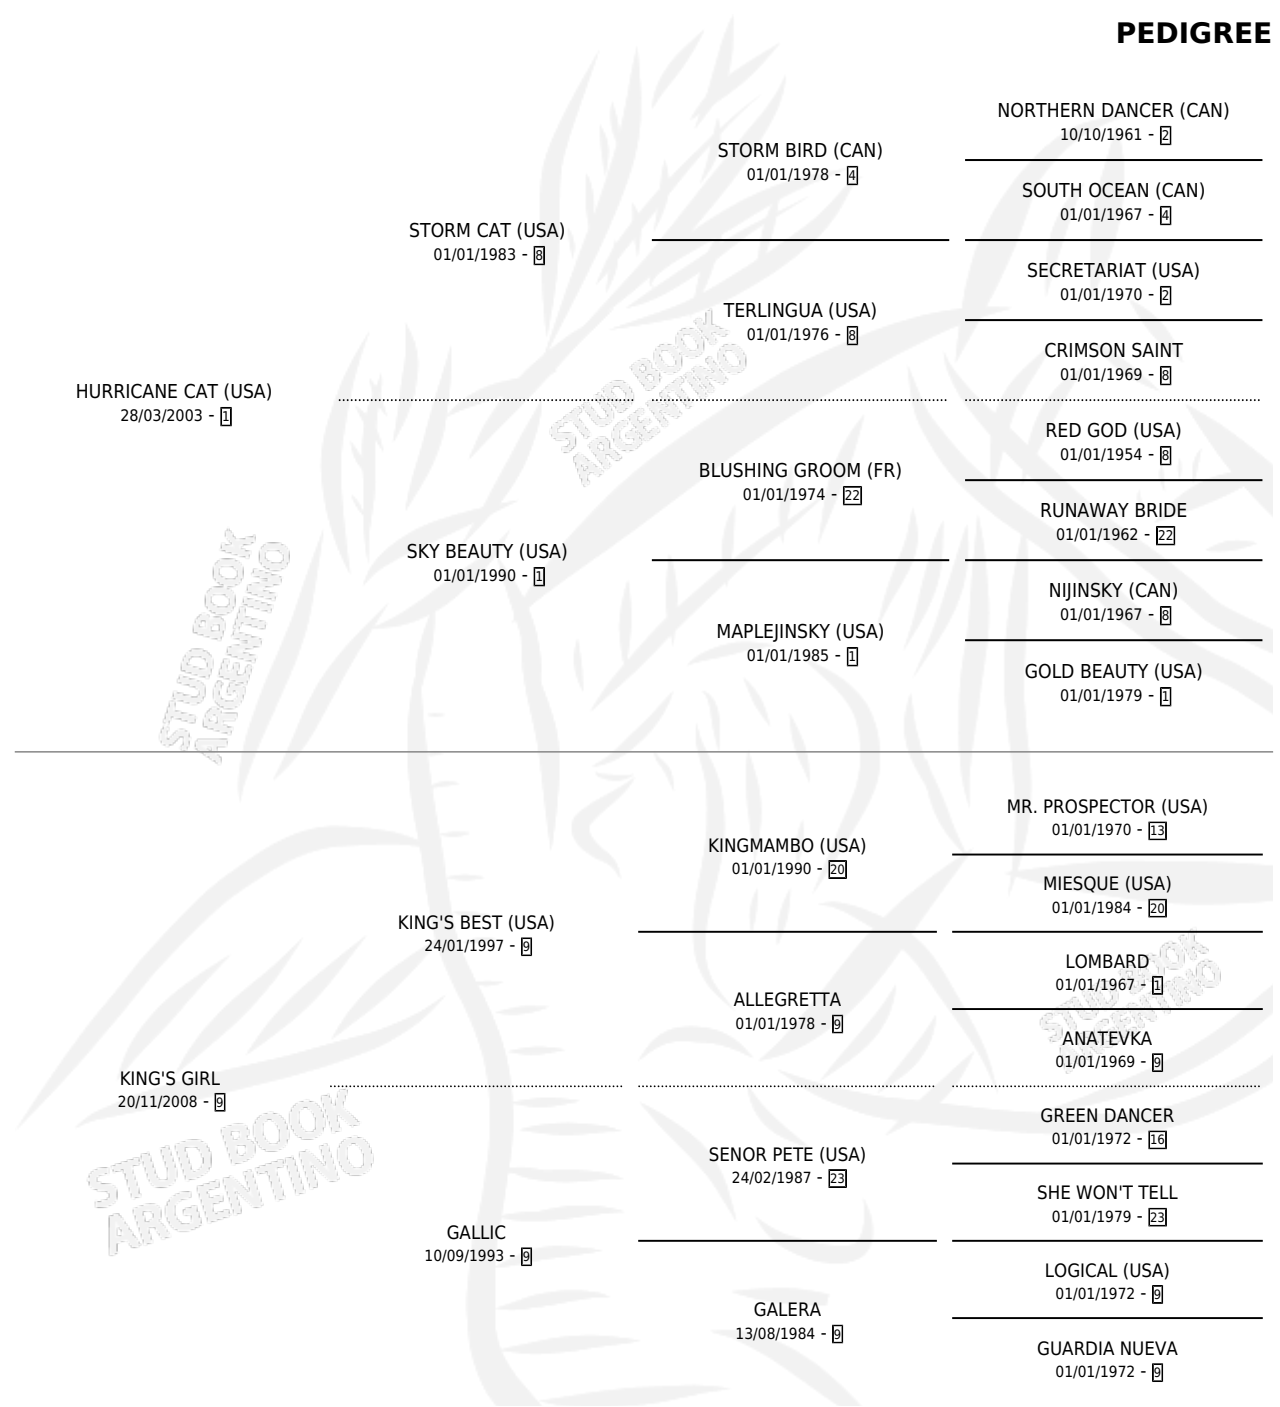 PEDIGREE
NORTHERN DANCER (CAN)
10/10/1961 - 2
STORM BIRD (CAN)
01/01/1978 - 4
SOUTH OCEAN (CAN)
01/01/1967 - 4
STORM CAT (USA)
01/01/1983 - 8
SECRETARIAT (USA)
01/01/1970 - 2
TERLINGUA (USA)
01/01/1976 - 8
CRIMSON SAINT
01/01/1969 - 8
HURRICANE CAT (USA)
28/03/2003 - 1
RED GOD (USA)
01/01/1954 - 8
BLUSHING GROOM (FR)
01/01/1974 - 22
RUNAWAY BRIDE
01/01/1962 - 22
SKY BEAUTY (USA)
01/01/1990 - 1
NIJINSKY (CAN)
01/01/1967 - 8
MAPLEJINSKY (USA)
01/01/1985 - 1
GOLD BEAUTY (USA)
01/01/1979 - 1
MR. PROSPECTOR (USA)
01/01/1970 - 13
KINGMAMBO (USA)
01/01/1990 - 20
MIESQUE (USA)
01/01/1984 - 20
KING'S BEST (USA)
24/01/1997 - 9
LOMBARD
01/01/1967 - 1
ALLEGRETTA
01/01/1978 - 9
ANATEVKA
01/01/1969 - 9
KING'S GIRL
20/11/2008 - 9
GREEN DANCER
01/01/1972 - 16
SENOR PETE (USA)
24/02/1987 - 23
SHE WON'T TELL
01/01/1979 - 23
GALLIC
10/09/1993 - 9
LOGICAL (USA)
01/01/1972 - 9
GALERA
13/08/1984 - 9
GUARDIA NUEVA
01/01/1972 - 9
STUD BOOK
ARGENTINO
STUD BOOK
ARGENTINO
STUD BOOK
ARGENTINO
STUD BOOK
ARGENTINO